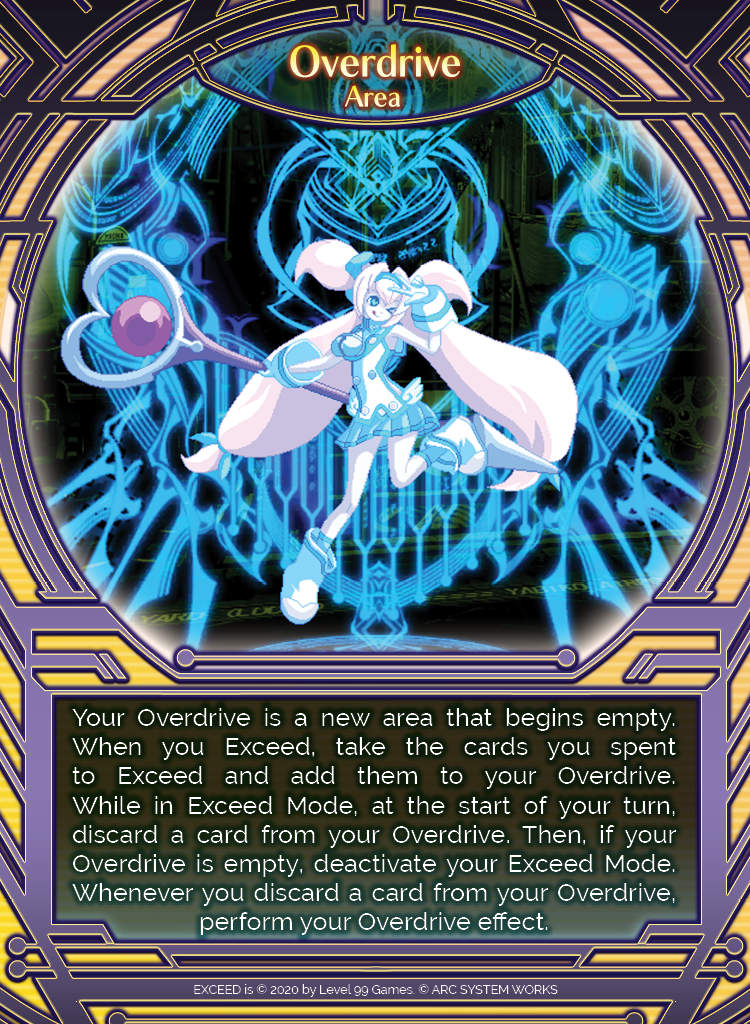 Overdrive
Area
Your Overdrive is a new area that begins empty.
When you Exceed, take the cards you spent
to Exceed and add them to your Overdrive.
While in Exceed Mode, at the start of your turn,
discard a card from your Overdrive. Then, if your
Overdrive is empty, deactivate your Exceed Mode.
Whenever you discard a card from your Overdrive,
perform your Overdrive effect.
EXCEED is © 2020 by Level 99 Games. © ARC SYSTEM WORKS